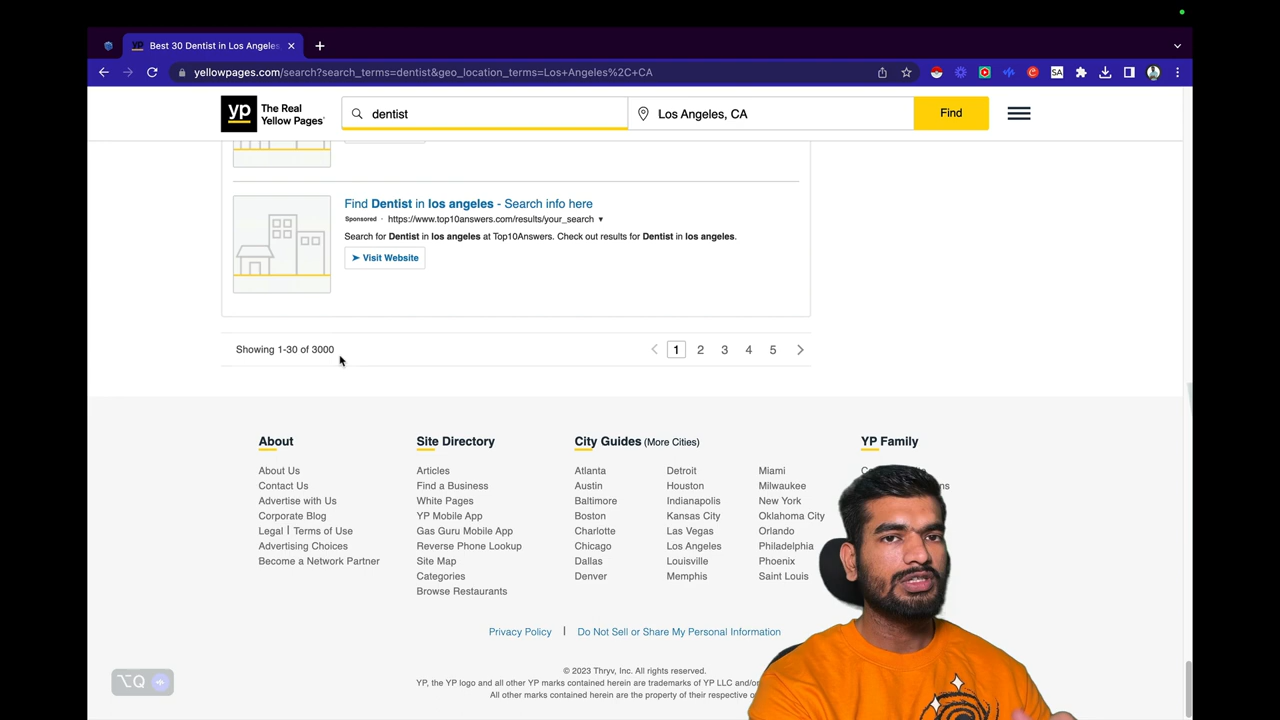 Best 30 Dentist in Los Angeles
yellowpages.com/search?search_terms=dentist&geo_location_terms=Los+Angeles%2C+CA
yp
The Real
Yellow Pages
dentist
Los Angeles, CA
Find
Find Dentist in los angeles - Search info here
Sponsored · https://www.top10answers.com/results/your_search
Search for Dentist in los angeles at Top10Answers. Check out results for Dentist in los angeles.
Visit Website
Showing 1-30 of 3000
1 2 3 4 5
About
About Us
Contact Us
Advertise with Us
Corporate Blog
Legal | Terms of Use
Advertising Choices
Become a Network Partner
Site Directory
Articles
Find a Business
White Pages
YP Mobile App
Gas Guru Mobile App
Reverse Phone Lookup
Site Map
Categories
Browse Restaurants
City Guides (More Cities)
Atlanta
Austin
Baltimore
Boston
Charlotte
Chicago
Dallas
Denver
Detroit
Houston
Indianapolis
Kansas City
Las Vegas
Los Angeles
Louisville
Memphis
Miami
Milwaukee
New York
Oklahoma City
Orlando
Philadelphia
Phoenix
Saint Louis
YP Family
Privacy Policy | Do Not Sell or Share My Personal Information
© 2023 Thryv, Inc. All rights reserved.
YP, the YP logo and all other YP marks contained herein are trademarks of YP LLC and/or
All other marks contained herein are the property of their respective
⌥Q